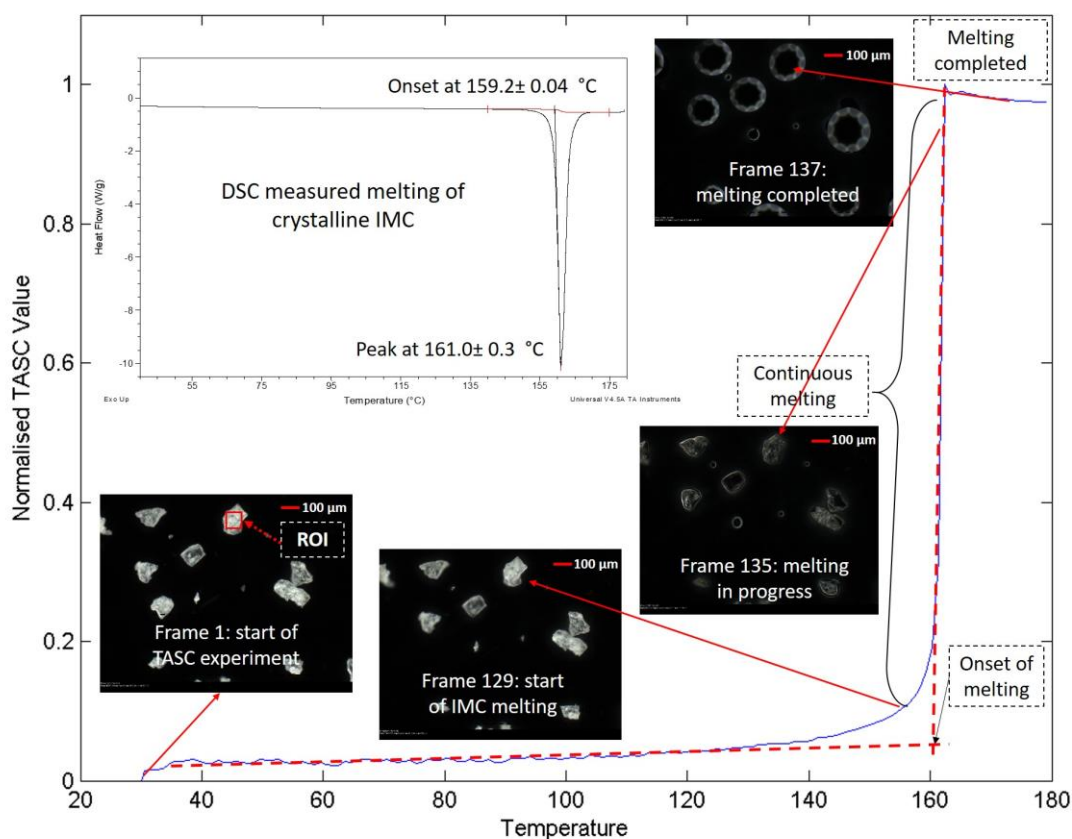 Normalised TASC Value
1
0.8
0.6
0.4
0.2
0
20
40
60
80
100
120
140
160
180
Temperature
Onset at 159.2± 0.04 °C
DSC measured melting of
crystalline IMC
Peak at 161.0± 0.3 °C
Heat Flow (W/g)
0
-2
-4
-6
-8
-10
55
75
95
115
135
155
175
Exo Up
Temperature (°C)
Universal V4.5A TA Instruments
100 µm
Frame 137:
melting completed
Melting
completed
Continuous
melting
100 µm
Frame 135: melting
in progress
100 µm
ROI
Frame 1: start of
TASC experiment
100 µm
Frame 129: start
of IMC melting
Onset of
melting